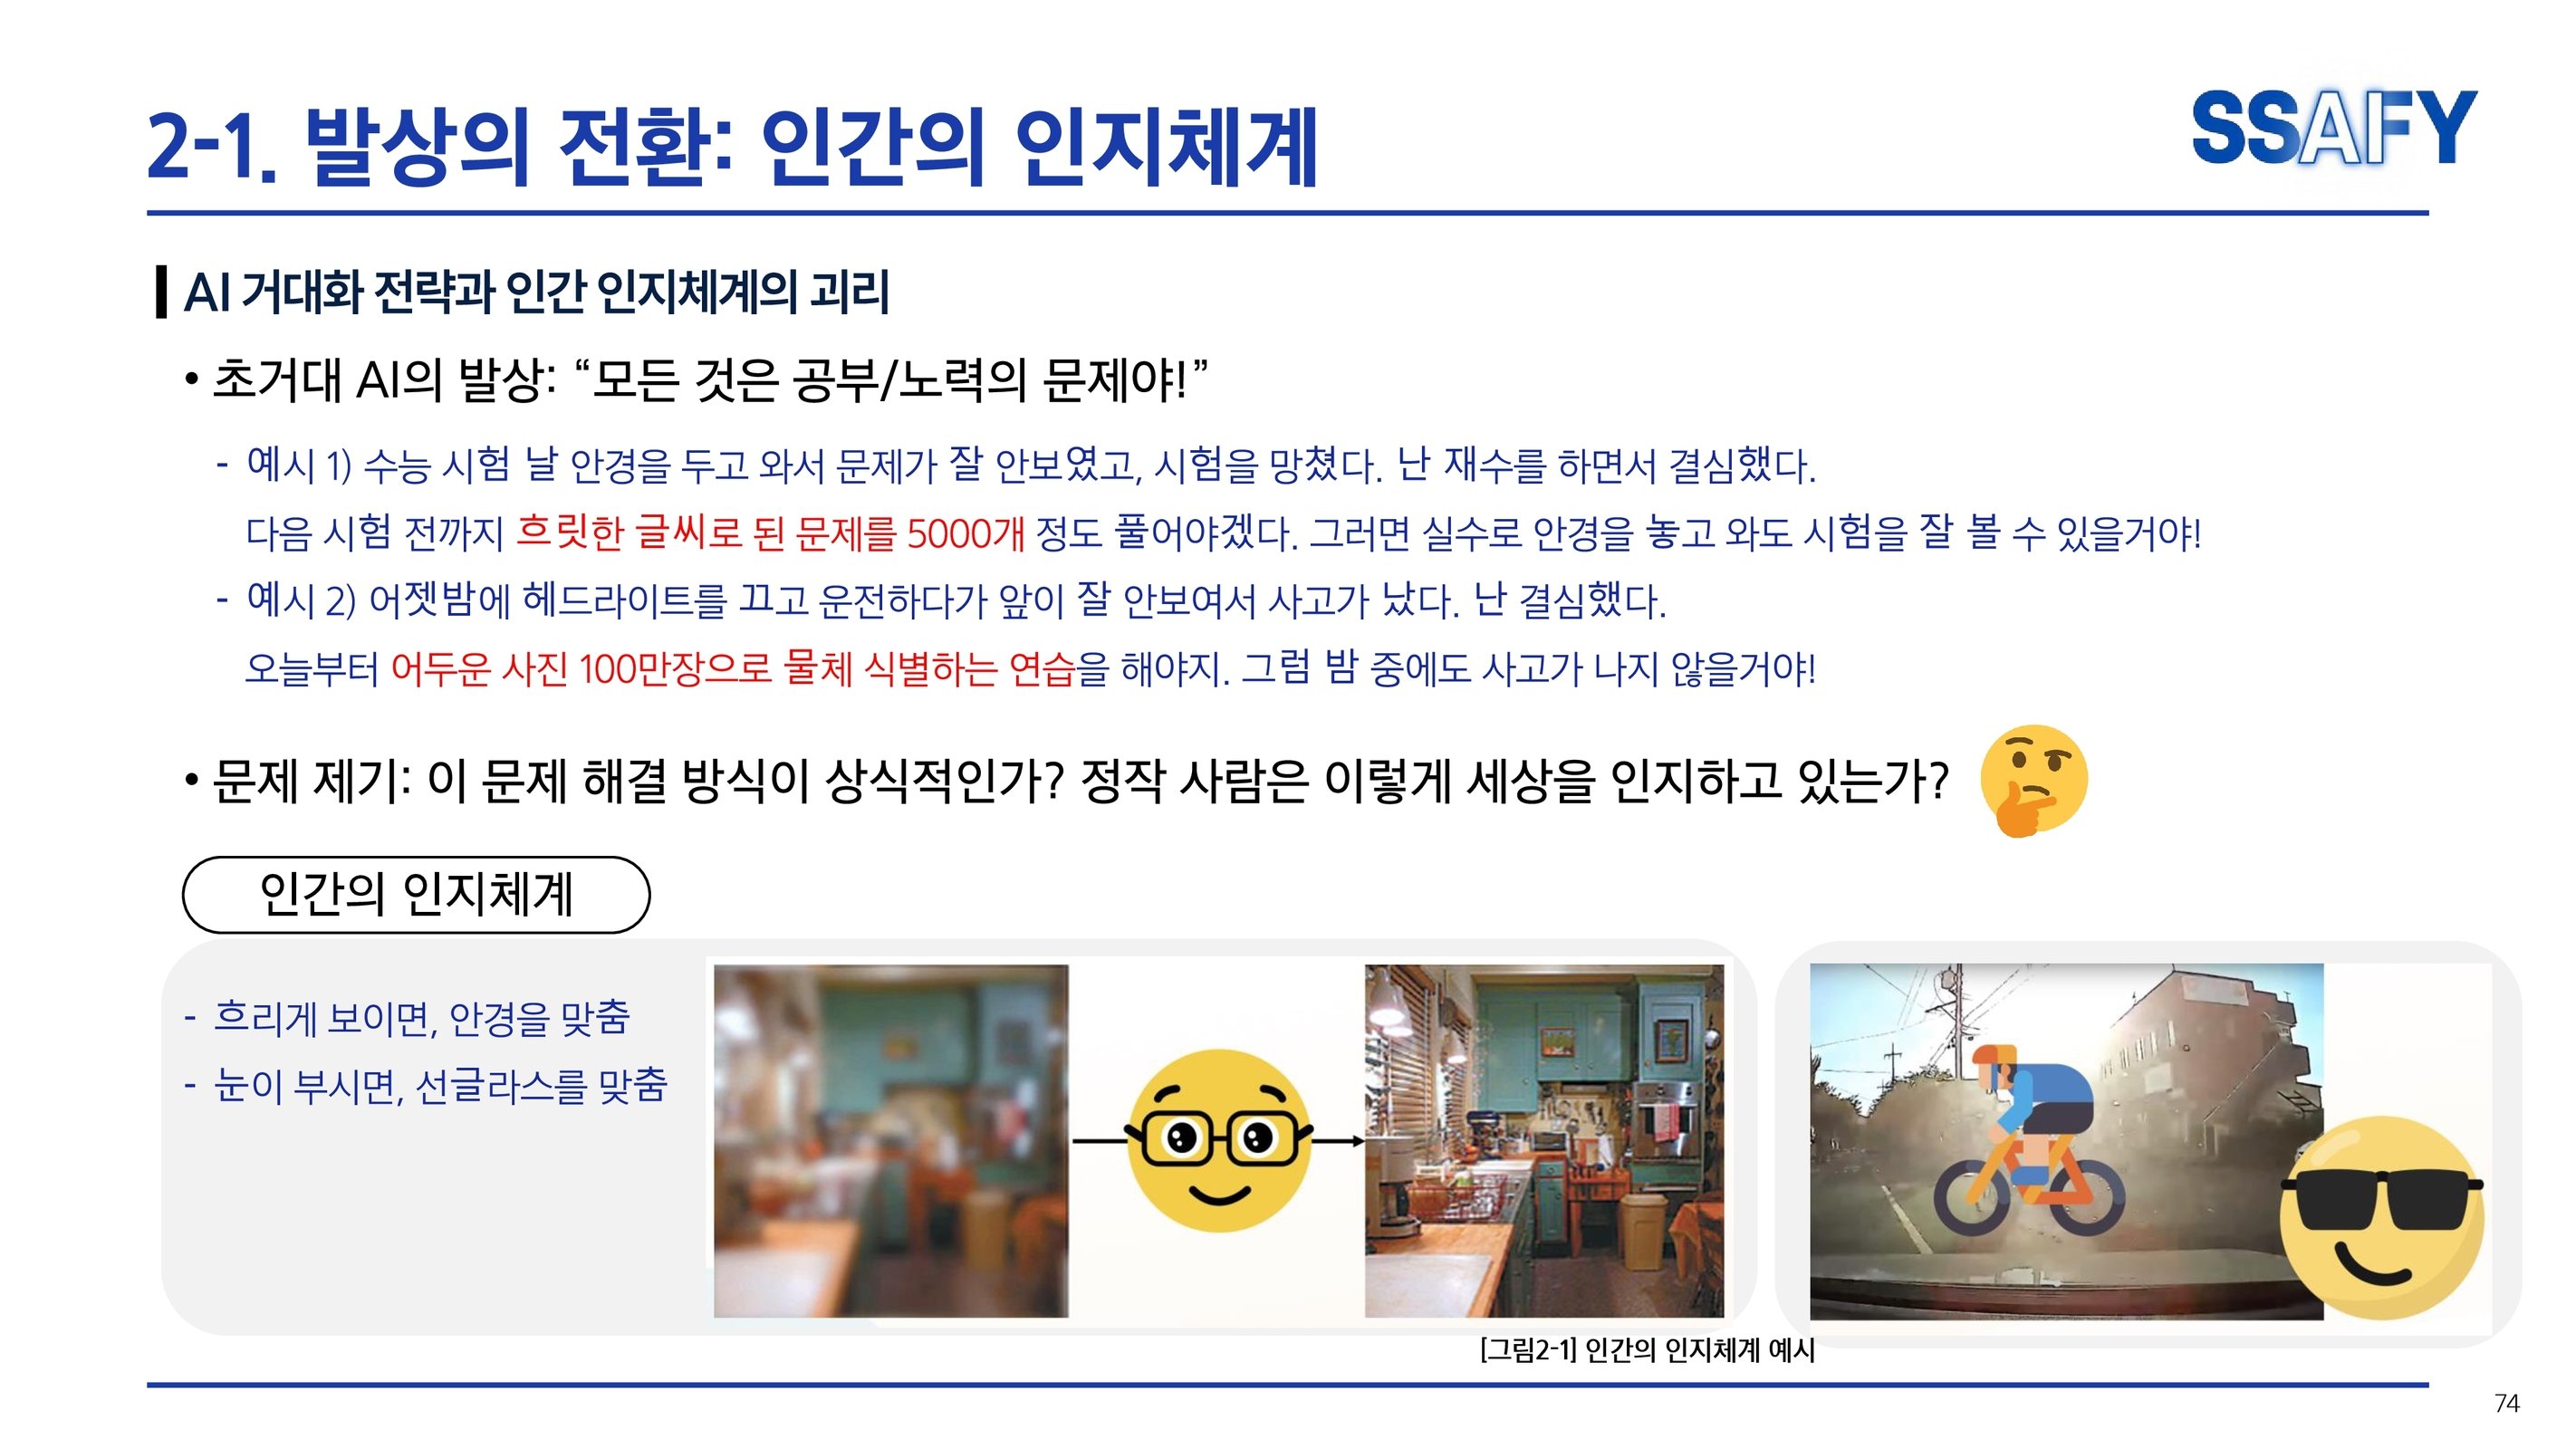 2-1. 발상의 전환: 인간의 인지체계
SSAFY
AI 거대화 전략과 인간 인지체계의 괴리
• 초거대 AI의 발상: “모든 것은 공부/노력의 문제야!”
- 예시 1) 수능 시험 날 안경을 두고 와서 문제가 잘 안보였고, 시험을 망쳤다. 난 재수를 하면서 결심했다.
다음 시험 전까지 흐릿한 글씨로 된 문제를 5000개 정도 풀어야겠다. 그러면 실수로 안경을 놓고 와도 시험을 잘 볼 수 있을거야!
- 예시 2) 어젯밤에 헤드라이트를 끄고 운전하다가 앞이 잘 안보여서 사고가 났다. 난 결심했다.
오늘부터 어두운 사진 100만장으로 물체 식별하는 연습을 해야지. 그럼 밤 중에도 사고가 나지 않을거야!
• 문제 제기: 이 문제 해결 방식이 상식적인가? 정작 사람은 이렇게 세상을 인지하고 있는가?
인간의 인지체계
- 흐리게 보이면, 안경을 맞춤
- 눈이 부시면, 선글라스를 맞춤
[그림2-1] 인간의 인지체계 예시
74